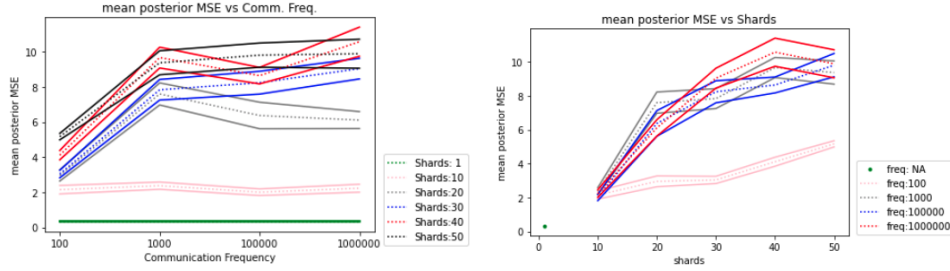 mean posterior MSE vs Comm. Freq.
mean posterior MSE
10
8
6
4
2
0
100
1000
100000
1000000
Communication Frequency
Shards: 1
Shards:10
Shards:20
Shards:30
Shards:40
Shards:50
mean posterior MSE vs Shards
mean posterior MSE
10
8
6
4
2
0
0
10
20
30
40
50
shards
freq: NA
freq:100
freq:1000
freq:100000
freq:1000000